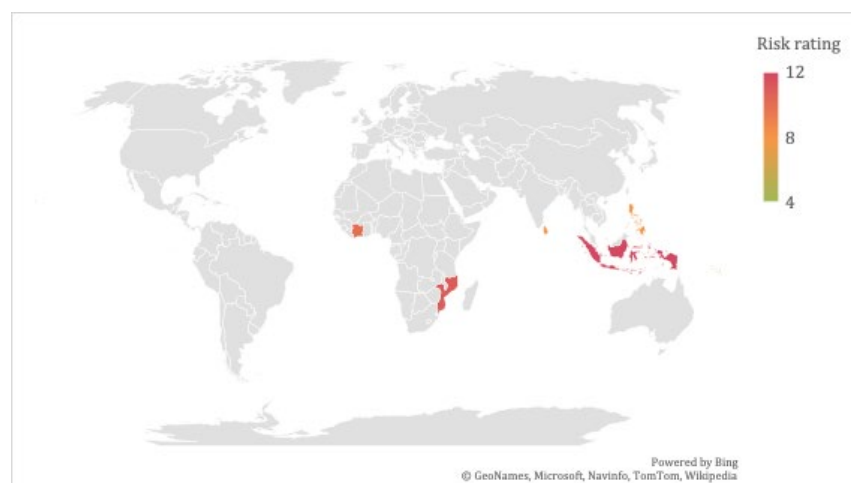 Risk rating
12
8
4
Powered by Bing
© GeoNames, Microsoft, Navinfo, TomTom, Wikipedia